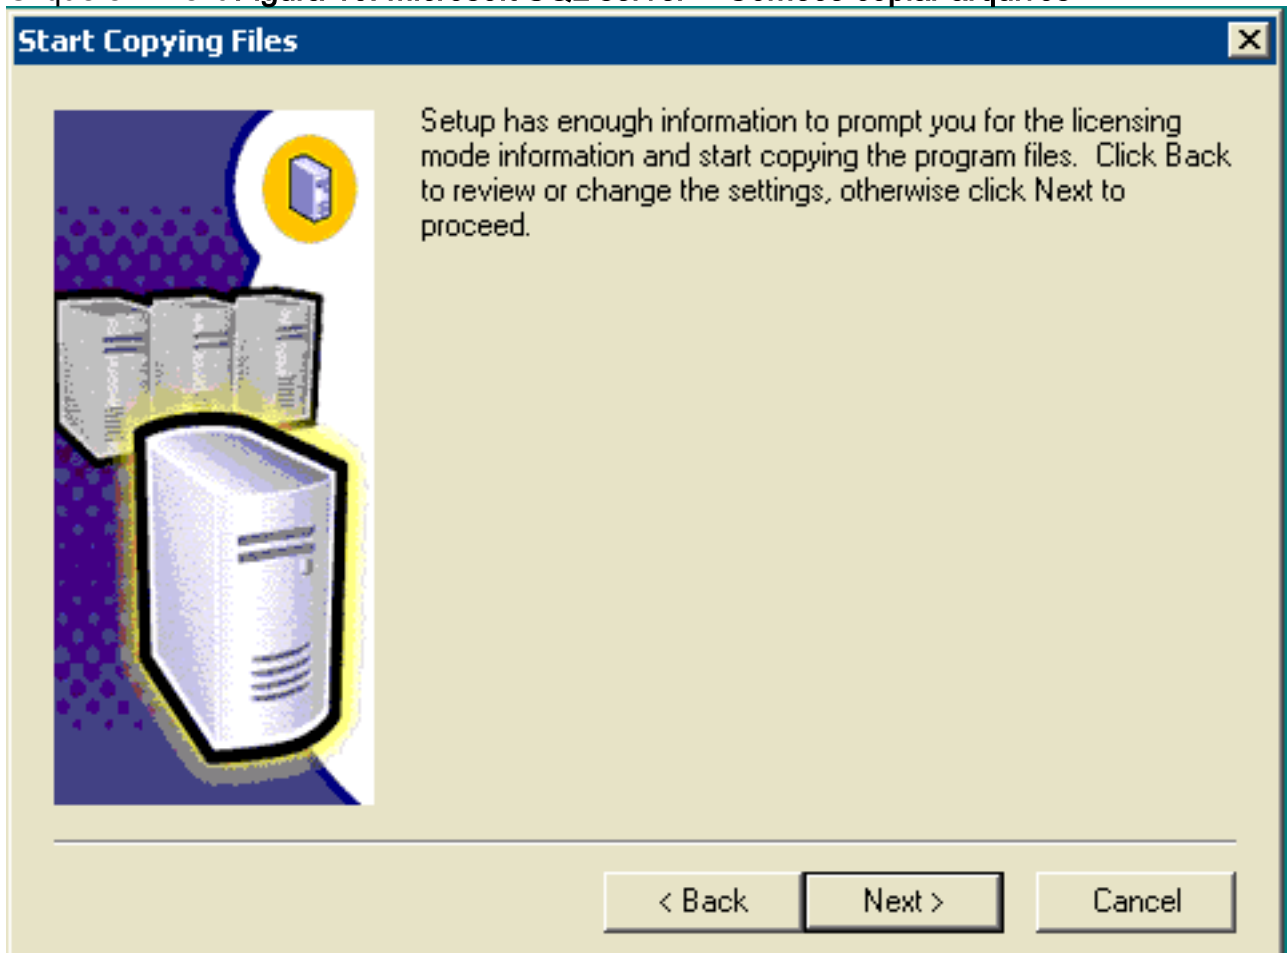 Start Copying Files
Setup has enough information to prompt you for the licensing
mode information and start copying the program files. Click Back
to review or change the settings, otherwise click Next to
proceed.
< Back
Next >
Cancel